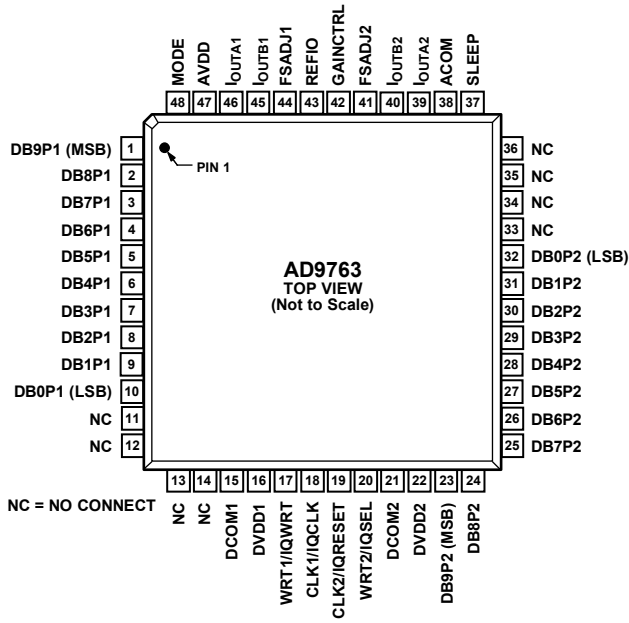 MODE
AVDD
IOUTA1
IOUTB1
FSADJ1
REFIO
GAINCTRL
FSADJ2
IOUTB2
IOUTA2
ACOM
SLEEP
48 47 46 45 44 43 42 41 40 39 38 37
DB9P1 (MSB) 1
DB8P1 2
DB7P1 3
DB6P1 4
DB5P1 5
DB4P1 6
DB3P1 7
DB2P1 8
DB1P1 9
DB0P1 (LSB) 10
NC 11
NC 12
PIN 1
AD9763
TOP VIEW
(Not to Scale)
36 NC
35 NC
34 NC
33 NC
32 DB0P2 (LSB)
31 DB1P2
30 DB2P2
29 DB3P2
28 DB4P2
27 DB5P2
26 DB6P2
25 DB7P2
13 14 15 16 17 18 19 20 21 22 23 24
NC
NC
DCOM1
DVDD1
WRT1/IQWRT
CLK1/IQCLK
CLK2/IQRESET
WRT2/IQSEL
DCOM2
DVDD2
DB9P2 (MSB)
DB8P2
NC = NO CONNECT